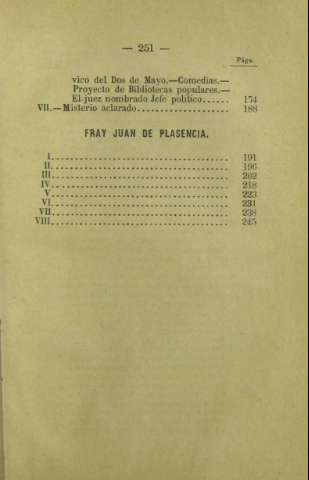 — 251 —
Págs.
vico del Dos de Mayo.—Comedias.—
Proyecto de Bibliotecas populares.—
El juez nombrado Jefe político...... 174
VII.—Misterio aclarado.................... 188
FRAY JUAN DE PLASENCIA.
I........................................ 191
II........................................ 196
III........................................ 202
IV........................................ 218
V........................................ 223
VI........................................ 231
VII........................................ 238
VIII........................................ 245